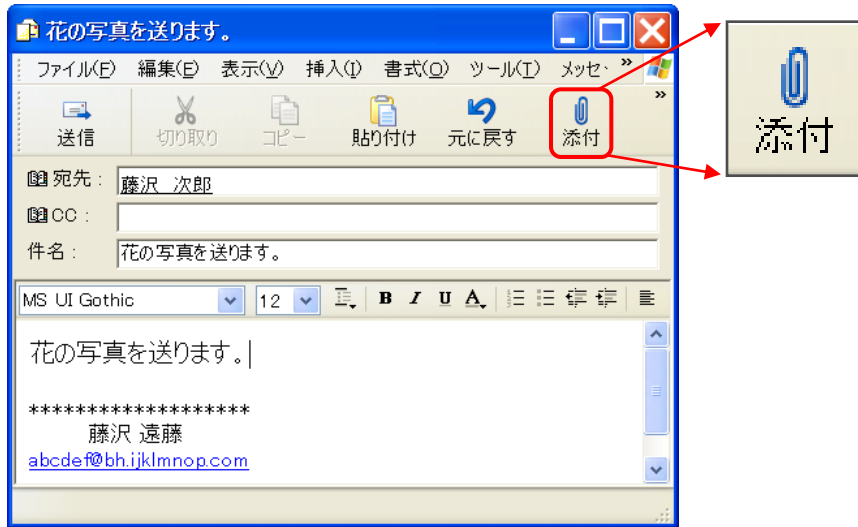 花の写真を送ります。
ファイル(F) 編集(E) 表示(V) 挿入(I) 書式(O) ツール(T) メッセ
送信 切り取り コピー 貼り付け 元に戻す 添付
添付
宛先: 藤沢 次郎
CC:
件名: 花の写真を送ります。
MS UI Gothic 12 B I U A
花の写真を送ります。
*******************
藤沢 遠藤
abcdef@bh.ijklmnop.com